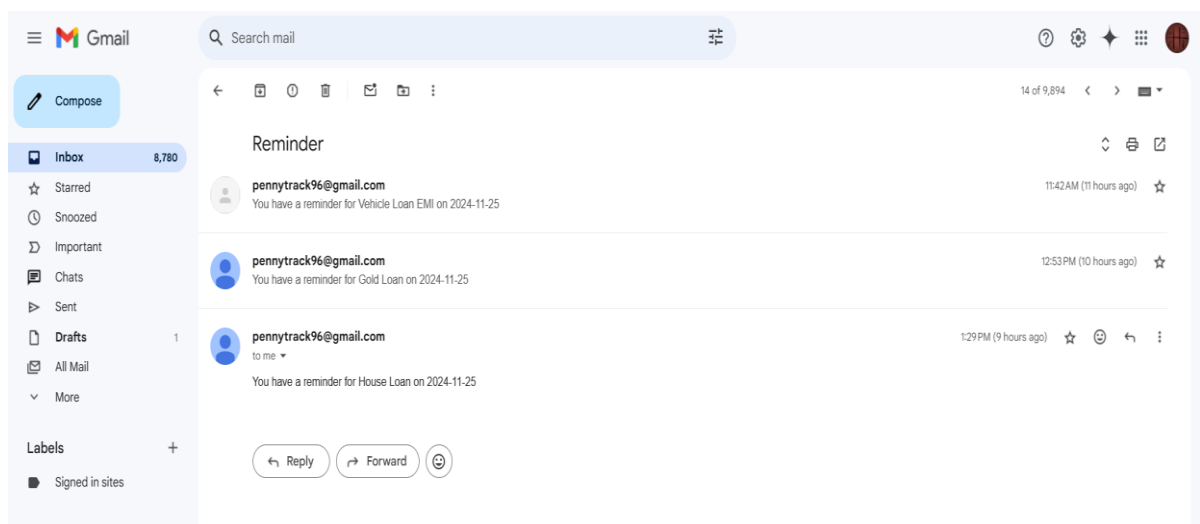 Gmail
Search mail
Compose
14 of 9,894
Reminder
Inbox 8,780
Starred
Snoozed
Important
Chats
Sent
Drafts 1
All Mail
More
Labels
Signed in sites
pennytrack96@gmail.com 11:42 AM (11 hours ago)
You have a reminder for Vehicle Loan EMI on 2024-11-25
pennytrack96@gmail.com 12:53 PM (10 hours ago)
You have a reminder for Gold Loan on 2024-11-25
pennytrack96@gmail.com 1:29 PM (9 hours ago)
to me
You have a reminder for House Loan on 2024-11-25
Reply Forward